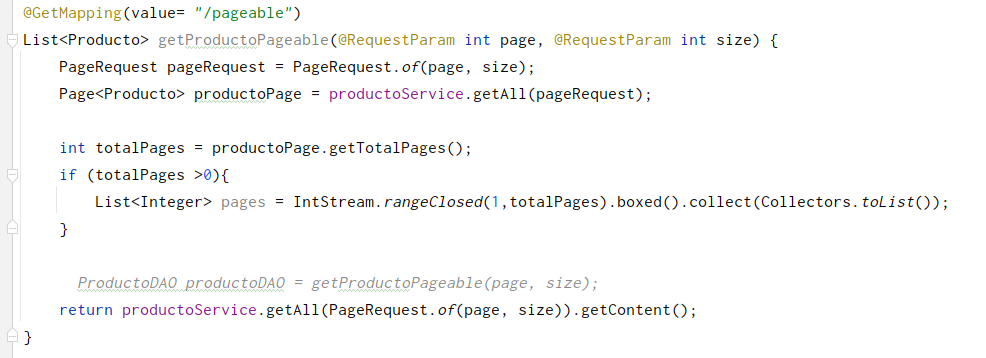 @GetMapping(value= "/pageable")
List<Producto> getProductoPageable(@RequestParam int page, @RequestParam int size) {
    PageRequest pageRequest = PageRequest.of(page, size);
    Page<Producto> productoPage = productoService.getAll(pageRequest);

    int totalPages = productoPage.getTotalPages();
    if (totalPages >0){
        List<Integer> pages = IntStream.rangeClosed(1,totalPages).boxed().collect(Collectors.toList());
    }

      ProductoDAO productoDAO = getProductoPageable(page, size);
    return productoService.getAll(PageRequest.of(page, size)).getContent();
}